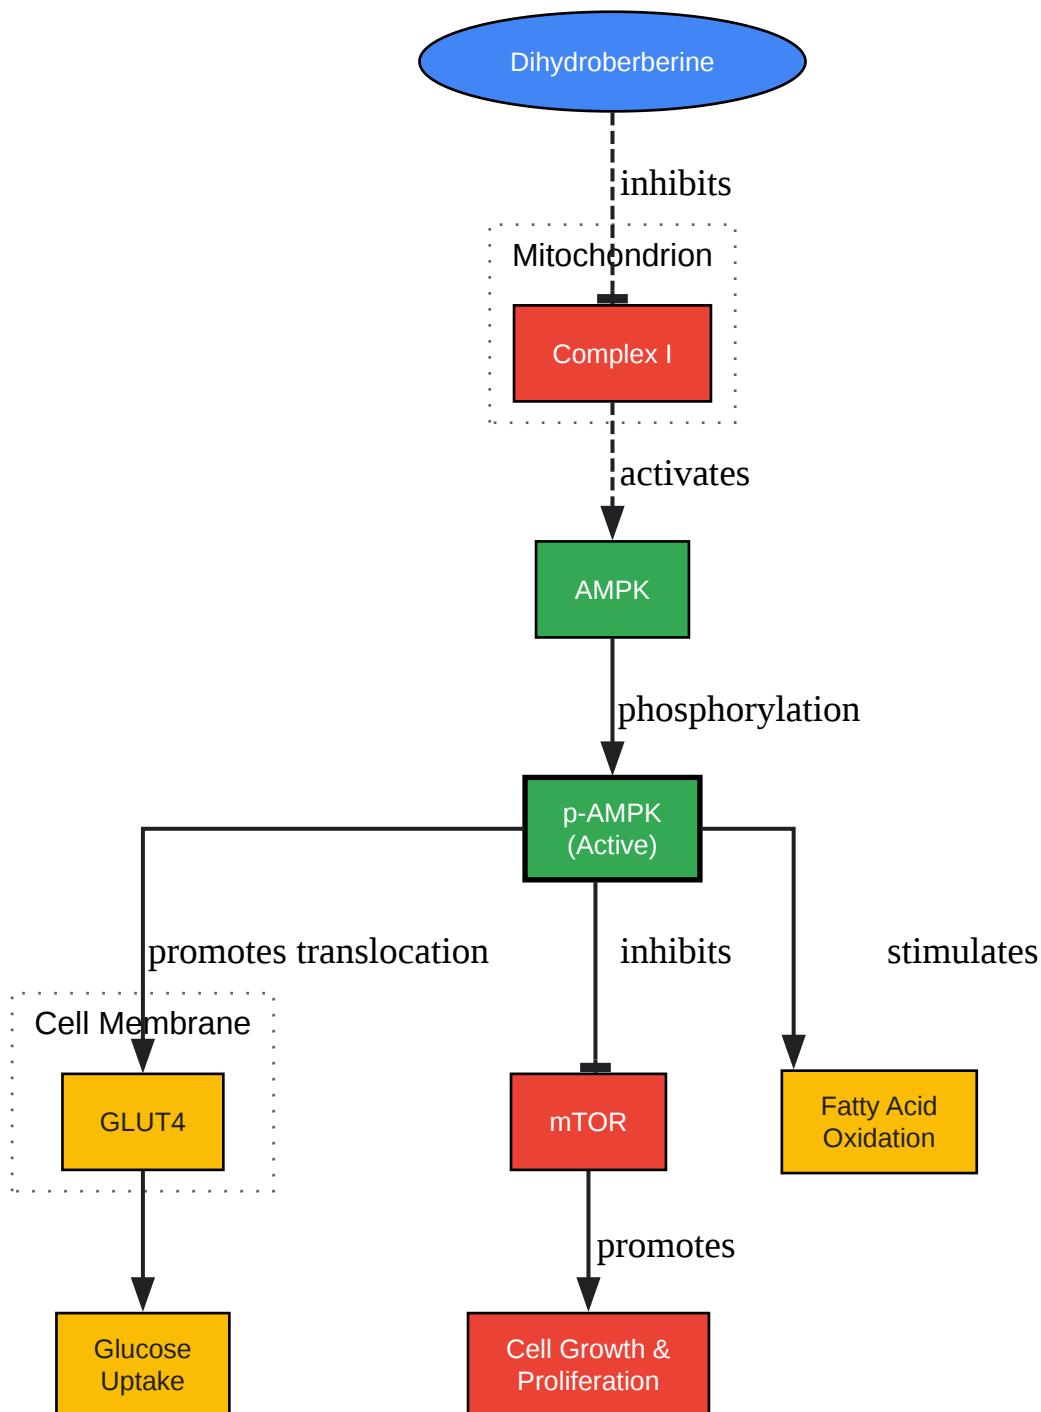 Dihydroberberine
inhibits
Mitochondrion
Complex I
activates
AMPK
phosphorylation
p-AMPK
(Active)
promotes translocation
inhibits
stimulates
Cell Membrane
GLUT4
mTOR
Fatty Acid
Oxidation
promotes
Glucose
Uptake
Cell Growth &
Proliferation